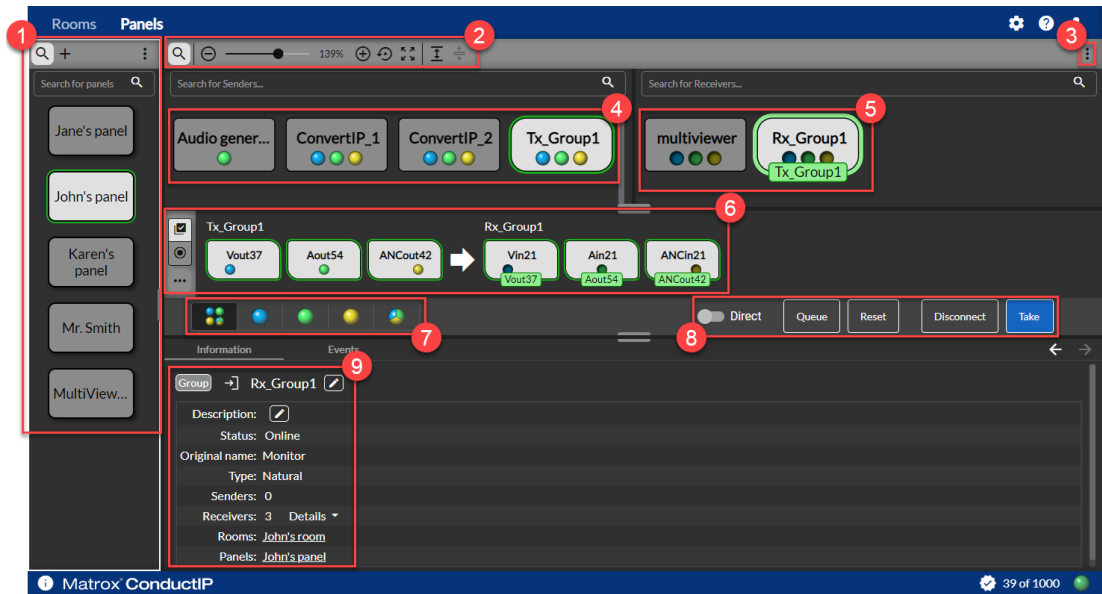 Rooms Panels
1
2
3
139%
Search for panels
Search for Senders...
Search for Receivers...
4
5
Jane's panel
John's panel
Karen's
panel
Mr. Smith
MultiView...
Audio gener...
ConvertIP_1
ConvertIP_2
Tx_Group1
multiviewer
Rx_Group1
Tx_Group1
6
Tx_Group1
Rx_Group1
Vout37
Aout54
ANCout42
Vin21
Ain21
ANCin21
Vout37
Aout54
ANCout42
7
8
Direct
Queue
Reset
Disconnect
Take
Information
Events
9
Group Rx_Group1
Description:
Status: Online
Original name: Monitor
Type: Natural
Senders: 0
Receivers: 3 Details
Rooms: John's room
Panels: John's panel
Matrox® ConductIP
39 of 1000